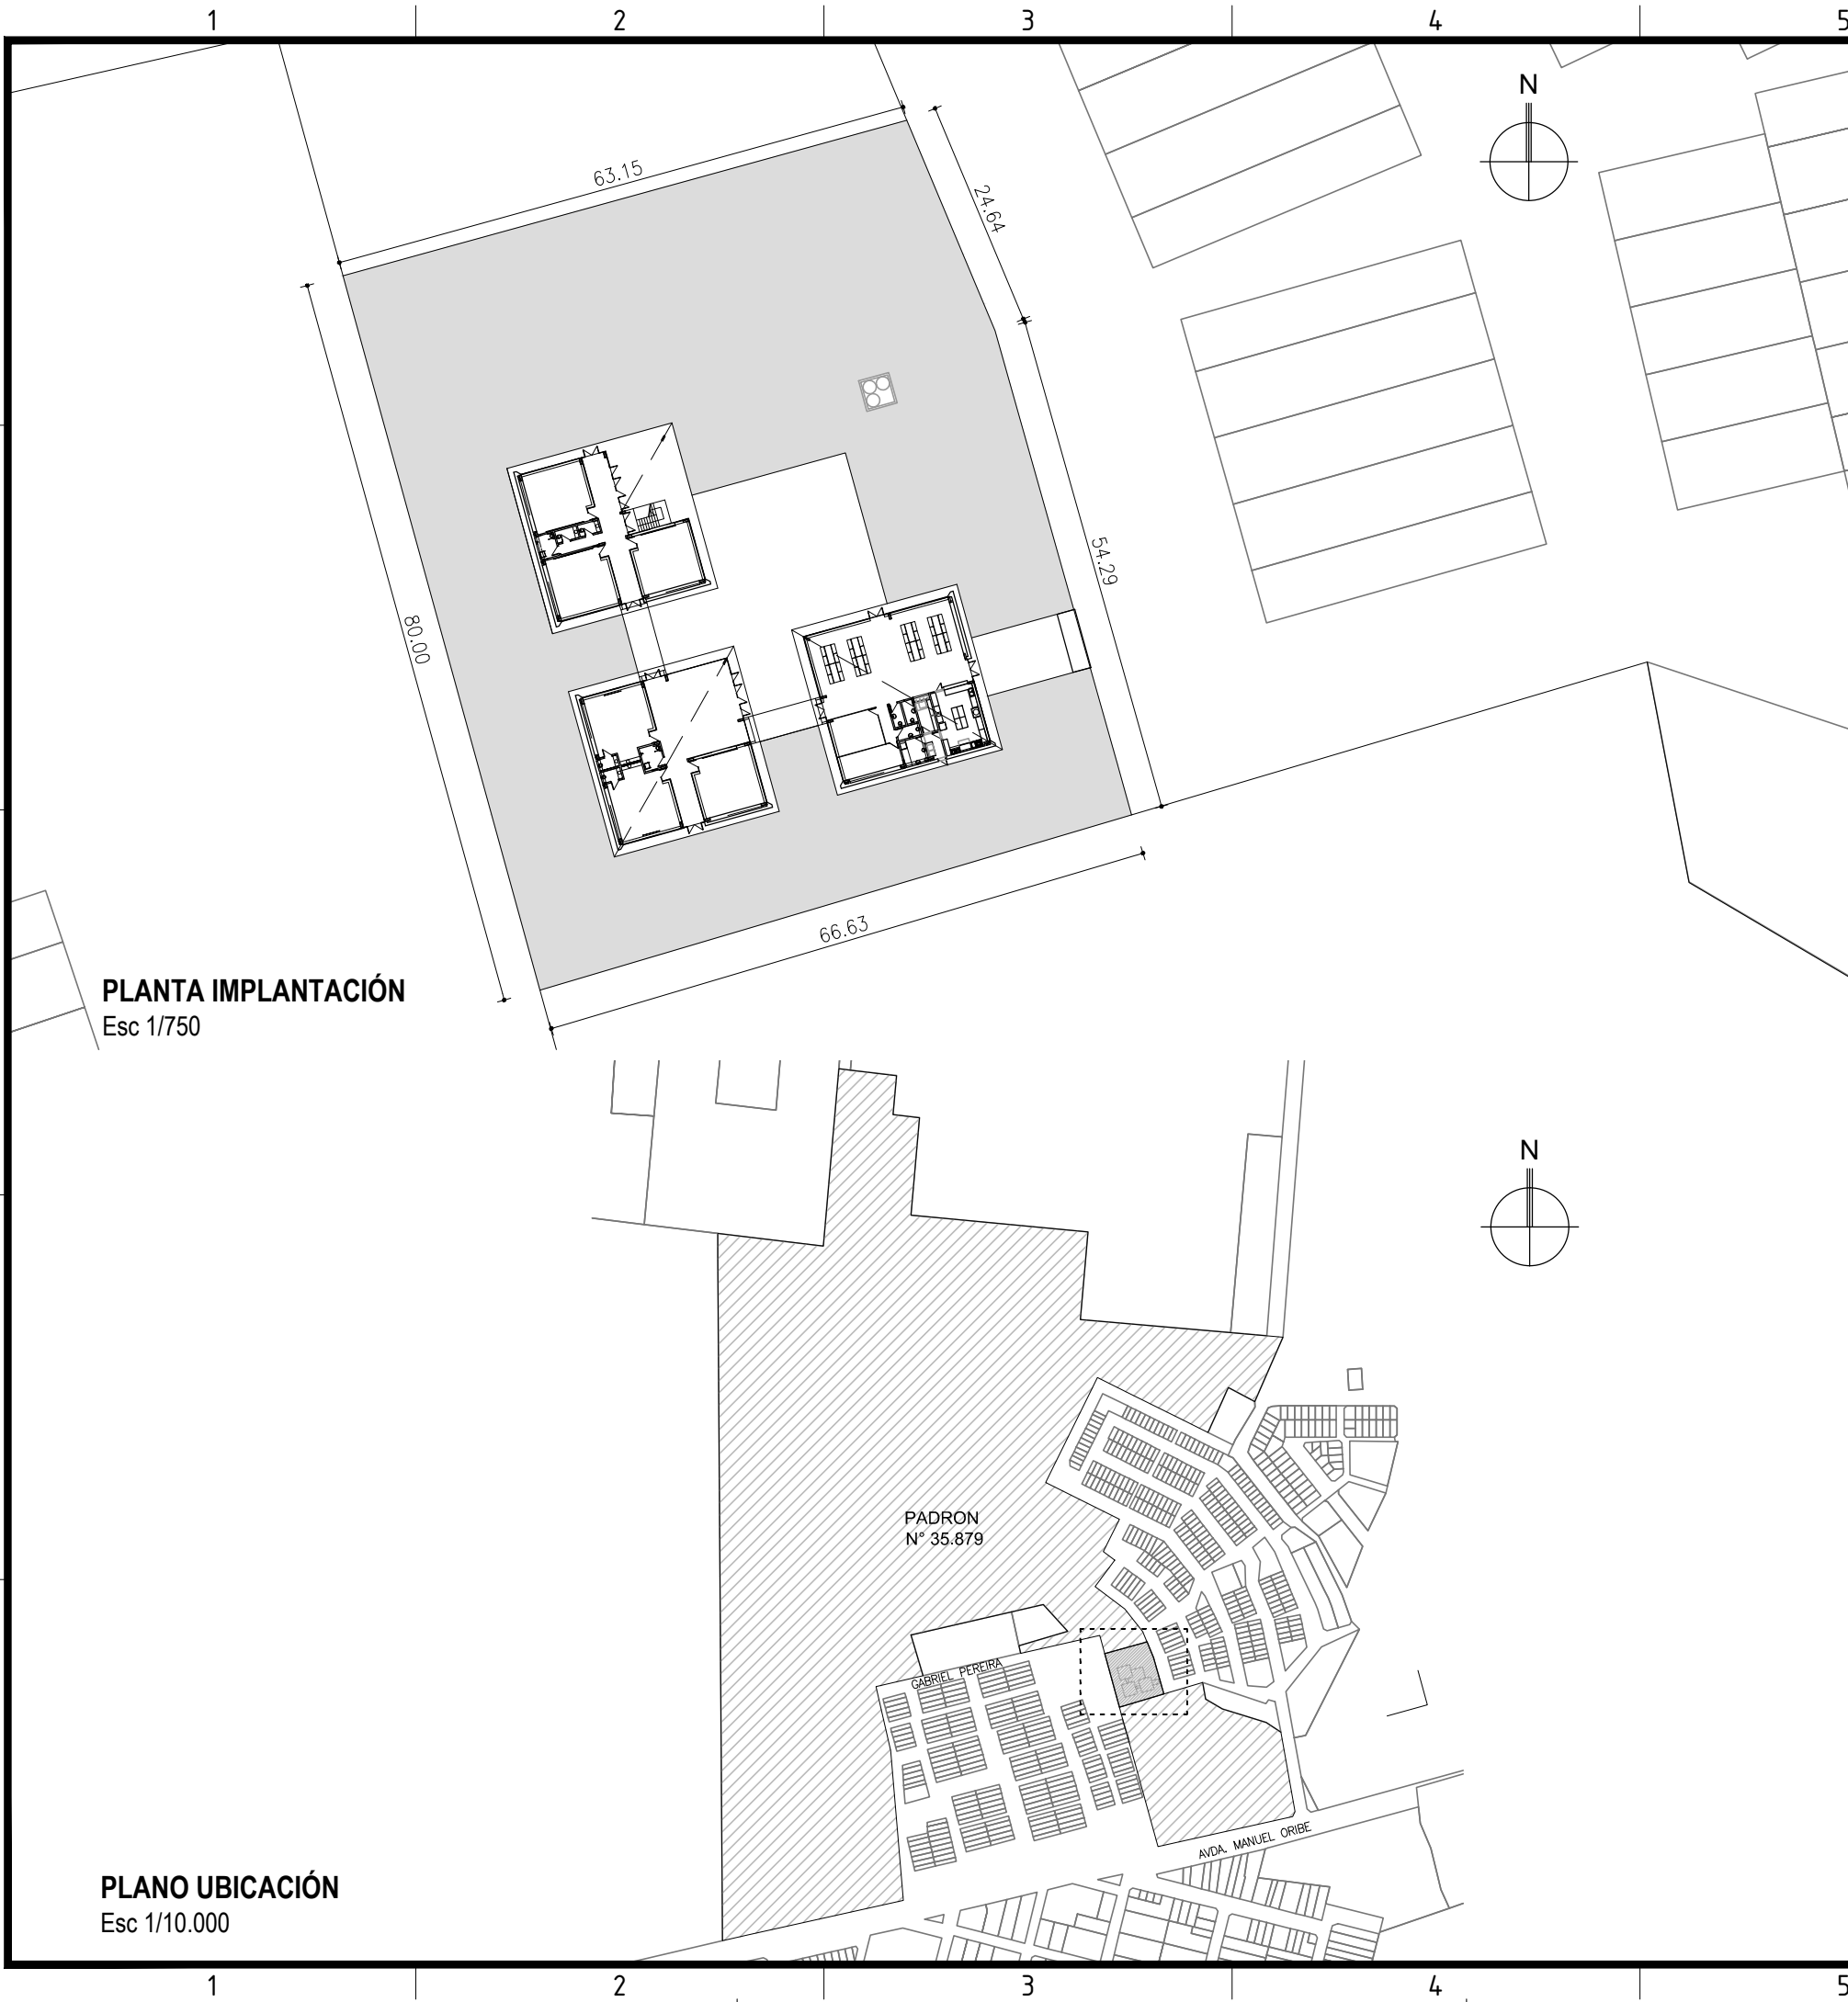 1 2 3 4 5
N
63.15
24.64
54.29
80.00
66.63
PLANTA IMPLANTACIÓN
Esc 1/750
N
PADRON
N° 35.879
GABRIEL PEREIRA
AVDA. MANUEL ORIBE
PLANO UBICACIÓN
Esc 1/10.000
1 2 3 4 5